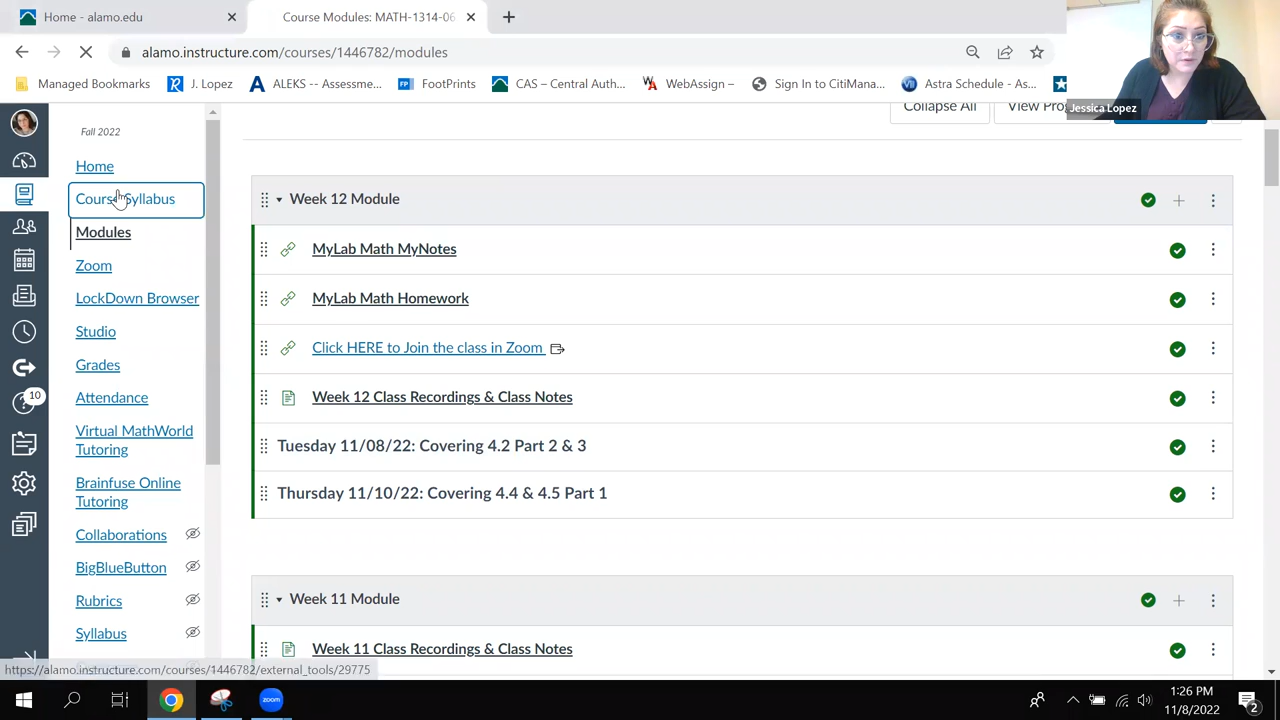 Home - alamo.edu
Course Modules: MATH-1314-06
alamo.instructure.com/courses/1446782/modules
Managed Bookmarks
J. Lopez
ALEKS -- Assessme...
FootPrints
CAS – Central Auth...
WebAssign –
Sign In to CitiMana...
Astra Schedule - As...
Jessica Lopez
Fall 2022
Home
Course Syllabus
Modules
Zoom
LockDown Browser
Studio
Grades
Attendance
Virtual MathWorld
Tutoring
Brainfuse Online
Tutoring
Collaborations
BigBlueButton
Rubrics
Syllabus
10
Collapse All
Week 12 Module
MyLab Math MyNotes
MyLab Math Homework
Click HERE to Join the class in Zoom
Week 12 Class Recordings & Class Notes
Tuesday 11/08/22: Covering 4.2 Part 2 & 3
Thursday 11/10/22: Covering 4.4 & 4.5 Part 1
Week 11 Module
Week 11 Class Recordings & Class Notes
https://alamo.instructure.com/courses/1446782/external_tools/29775
zoom
1:26 PM
11/8/2022
2